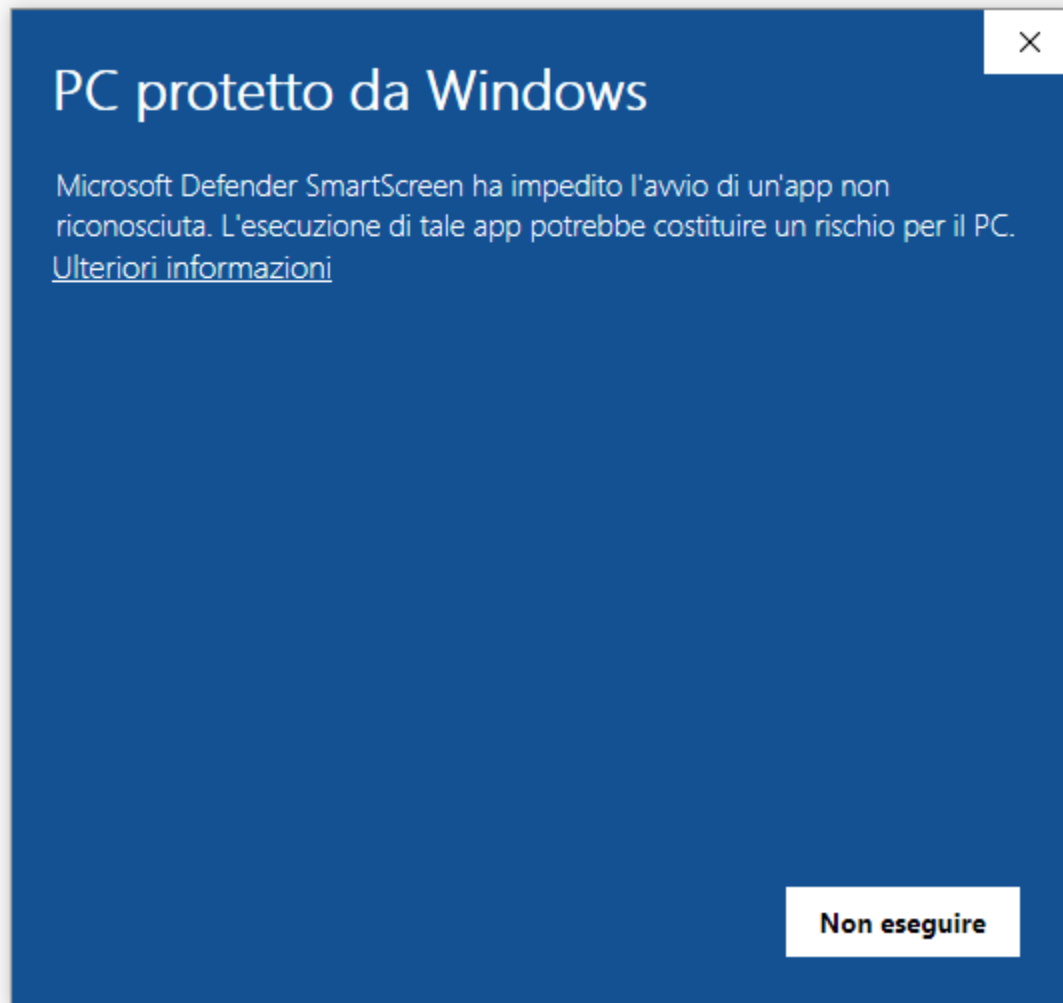 PC protetto da Windows
Microsoft Defender SmartScreen ha impedito l'avvio di un'app non
riconosciuta. L'esecuzione di tale app potrebbe costituire un rischio per il PC.
Ulteriori informazioni
Non eseguire